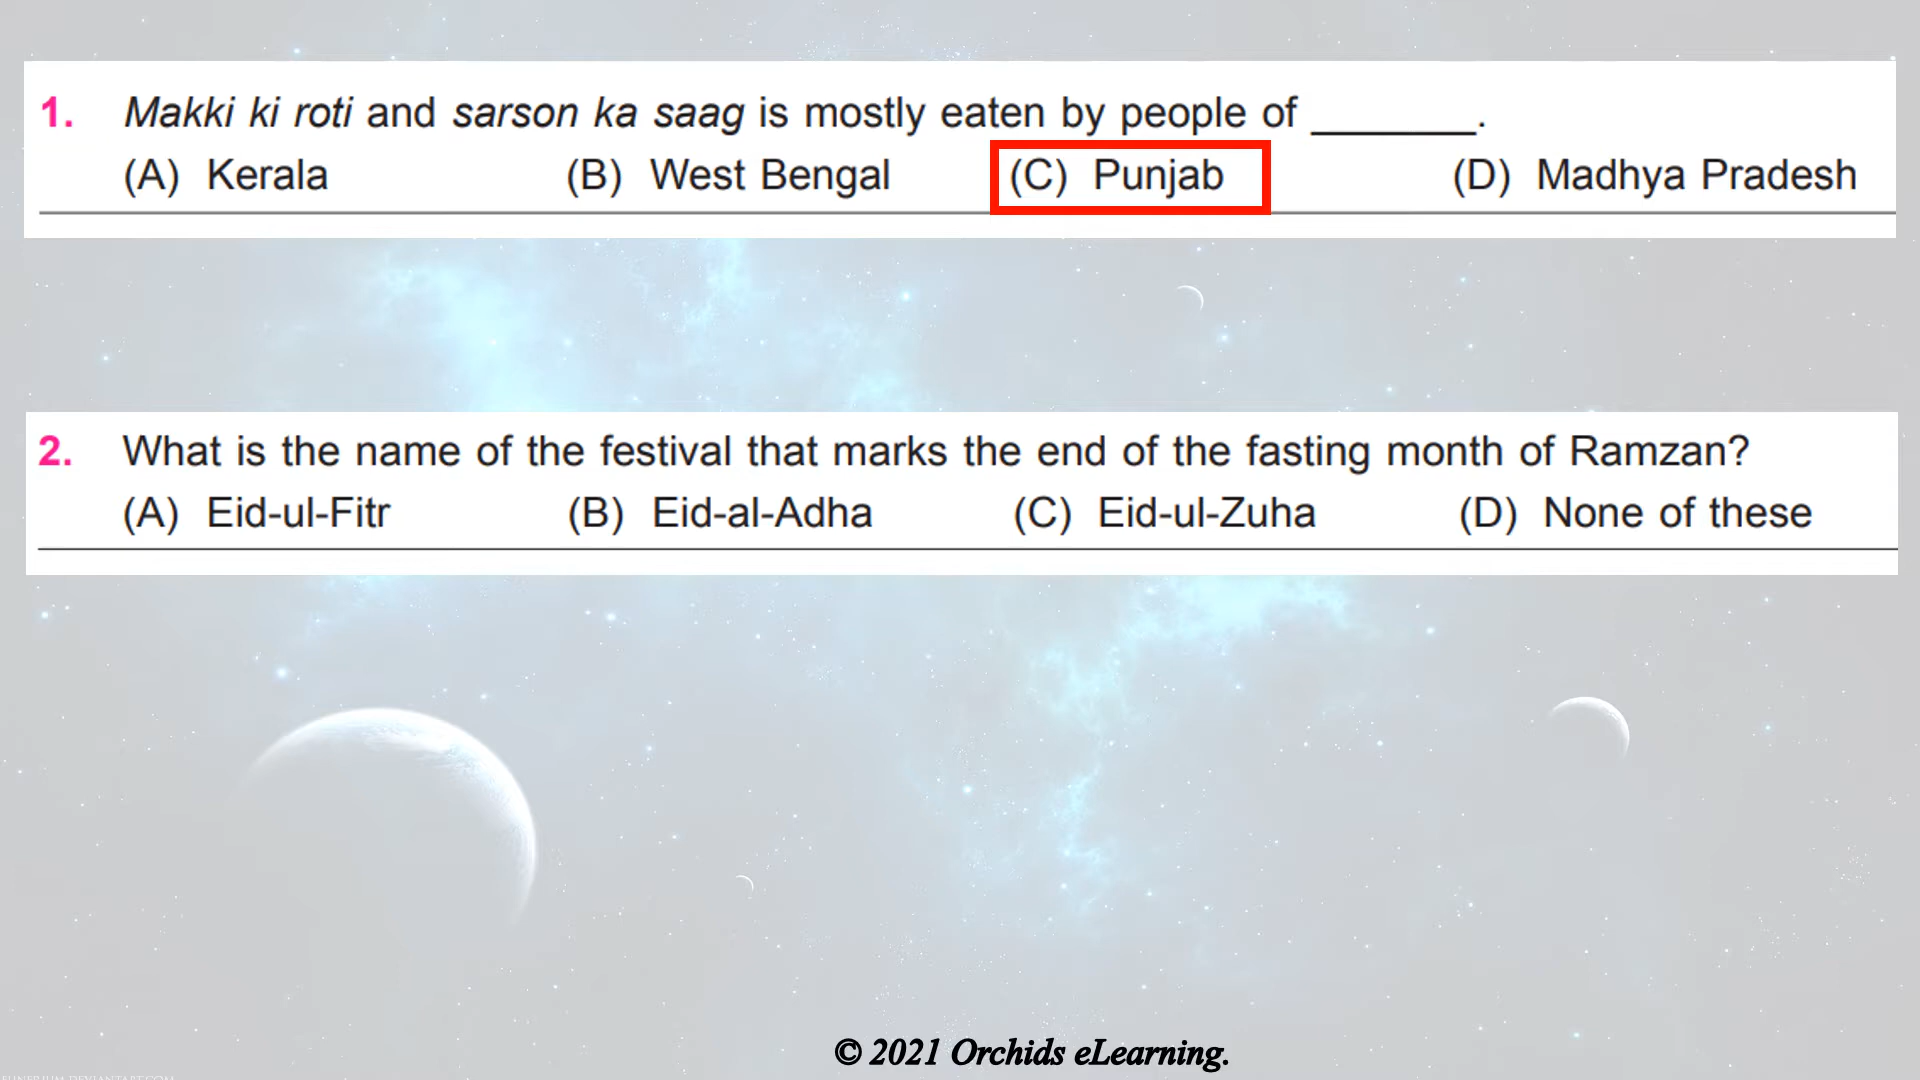 1. Makki ki roti and sarson ka saag is mostly eaten by people of _______.
(A) Kerala (B) West Bengal (C) Punjab (D) Madhya Pradesh
2. What is the name of the festival that marks the end of the fasting month of Ramzan?
(A) Eid-ul-Fitr (B) Eid-al-Adha (C) Eid-ul-Zuha (D) None of these
© 2021 Orchids eLearning.